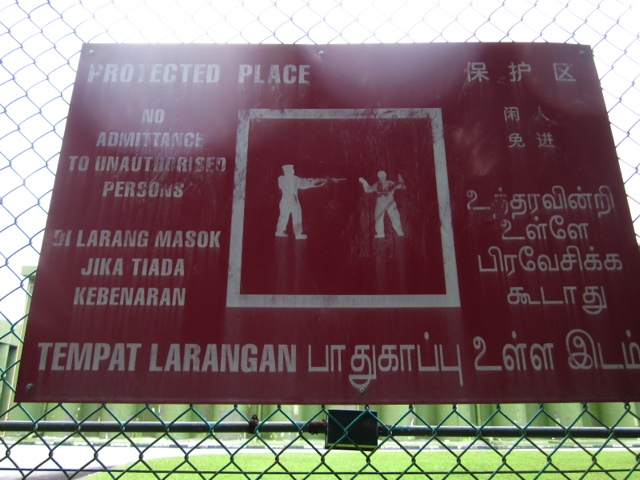 PROTECTED PLACE
保护区
NO
ADMITTANCE
TO UNAUTHORISED
PERSONS
闲人
免进
DI LARANG MASOK
JIKA TIADA
KEBENARAN
உத்தரவின்றி
உள்ளே
பிரவேசிக்க
கூடாது
TEMPAT LARANGAN பாதுகாப்பு உள்ள இடம்